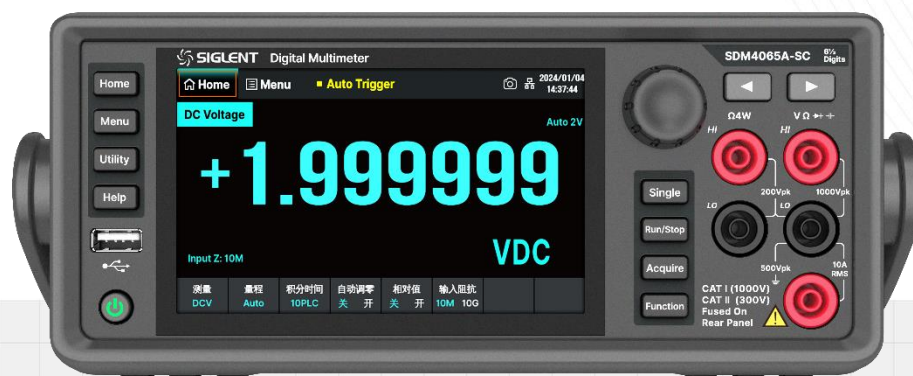 SIGLENT Digital Multimeter
SDM4065A-SC 6½ Digits
Home
Menu
Utility
Help
Home Menu Auto Trigger 2024/01/04
14:37:44
DC Voltage
Auto 2V
+1.999999
VDC
Input Z: 10M
测量 量程 积分时间 自动调零 相对值 输入阻抗
DCV Auto 10PLC 关 开 关 开 10M 10G
Single
Run/Stop
Acquire
Function
Ω4W VΩ
HI HI
200Vpk 1000Vpk
LO LO
500Vpk 10A
RMS
CAT I (1000V)
CAT II (300V)
Fused On
Rear Panel